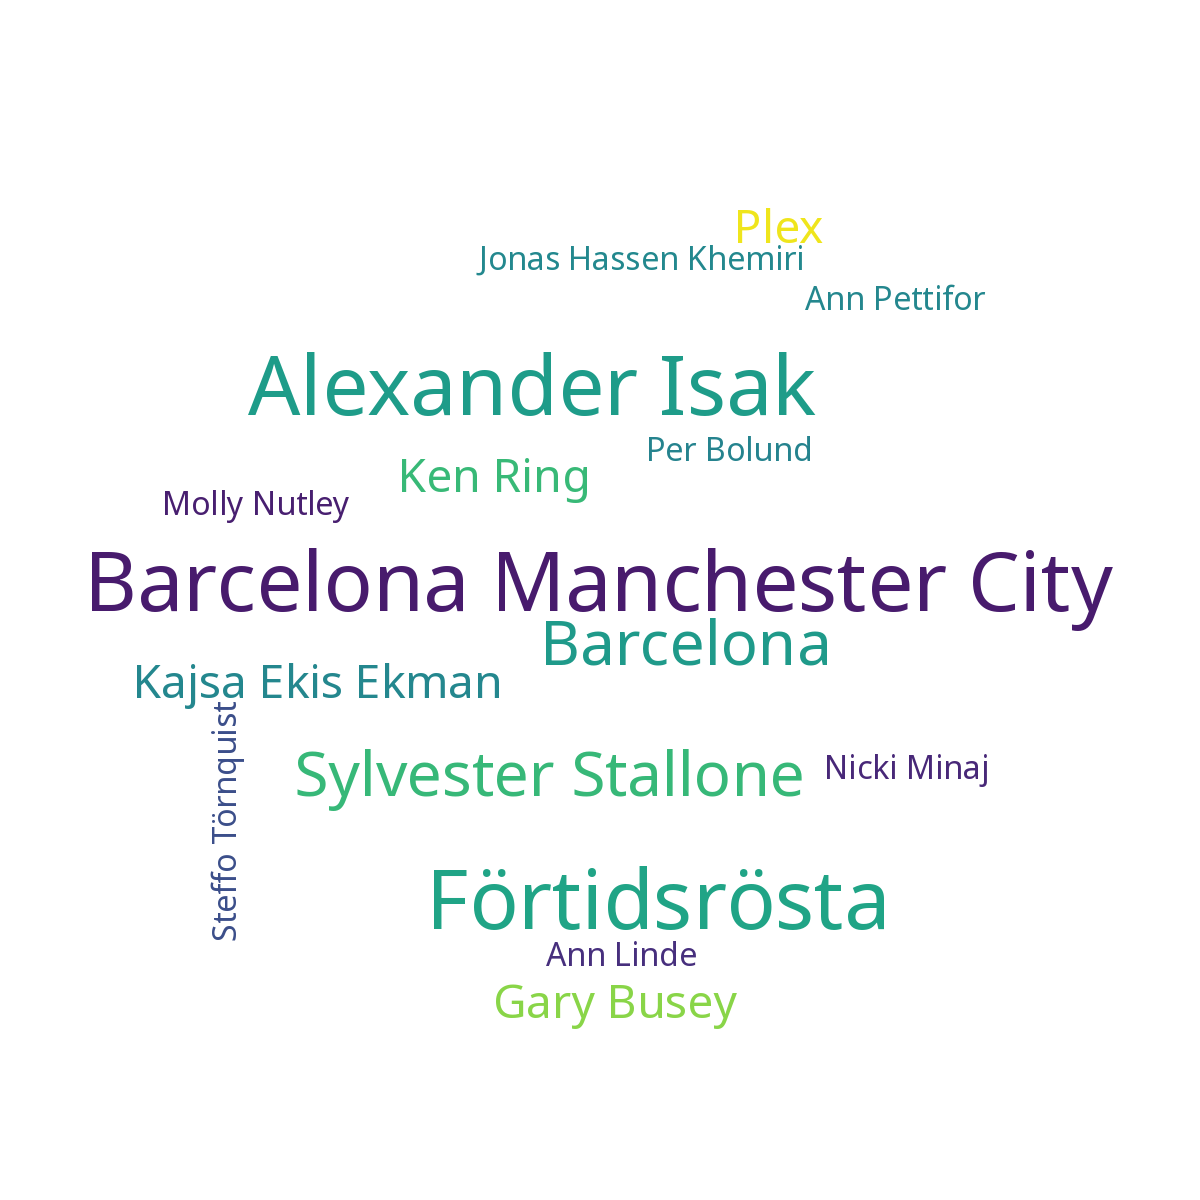 Plex
Jonas Hassen Khemiri
Ann Pettifor
Alexander Isak
Per Bolund
Ken Ring
Molly Nutley
Barcelona Manchester City
Barcelona
Kajsa Ekis Ekman
Steffo Törnquist
Sylvester Stallone
Nicki Minaj
Förtidsrösta
Ann Linde
Gary Busey